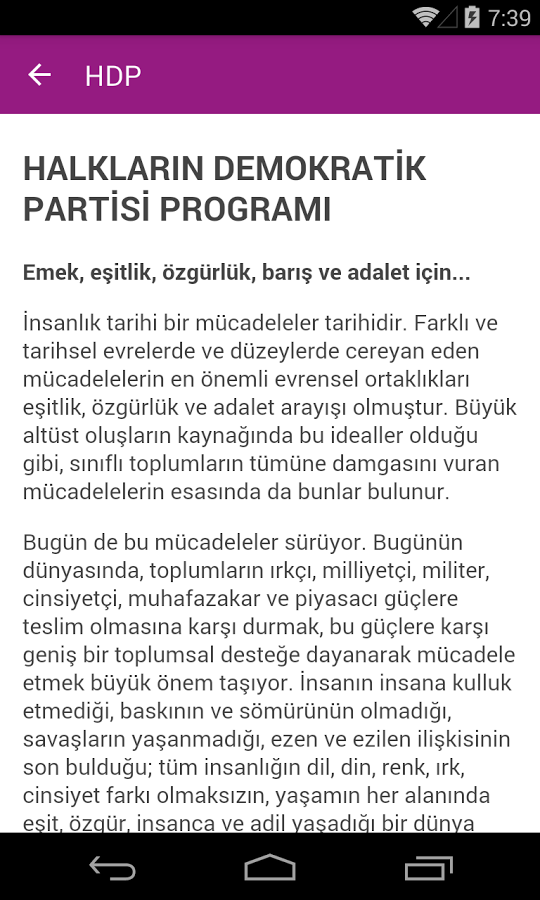 7:39
HDP
HALKLARIN DEMOKRATİK
PARTİSİ PROGRAMI
Emek, eşitlik, özgürlük, barış ve adalet için...
İnsanlık tarihi bir mücadeleler tarihidir. Farklı ve
tarihsel evrelerde ve düzeylerde cereyan eden
mücadelelerin en önemli evrensel ortaklıkları
eşitlik, özgürlük ve adalet arayışı olmuştur. Büyük
altüst oluşların kaynağında bu idealler olduğu
gibi, sınıflı toplumların tümüne damgasını vuran
mücadelelerin esasında da bunlar bulunur.
Bugün de bu mücadeleler sürüyor. Bugünün
dünyasında, toplumların ırkçı, milliyetçi, militer,
cinsiyetçi, muhafazakar ve piyasacı güçlere
teslim olmasına karşı durmak, bu güçlere karşı
geniş bir toplumsal desteğe dayanarak mücadele
etmek büyük önem taşıyor. İnsanın insana kulluk
etmediği, baskının ve sömürünün olmadığı,
savaşların yaşanmadığı, ezen ve ezilen ilişkisinin
son bulduğu; tüm insanlığın dil, din, renk, ırk,
cinsiyet farkı olmaksızın, yaşamın her alanında
eşit, özgür, insanca ve adil yaşadığı bir dünya